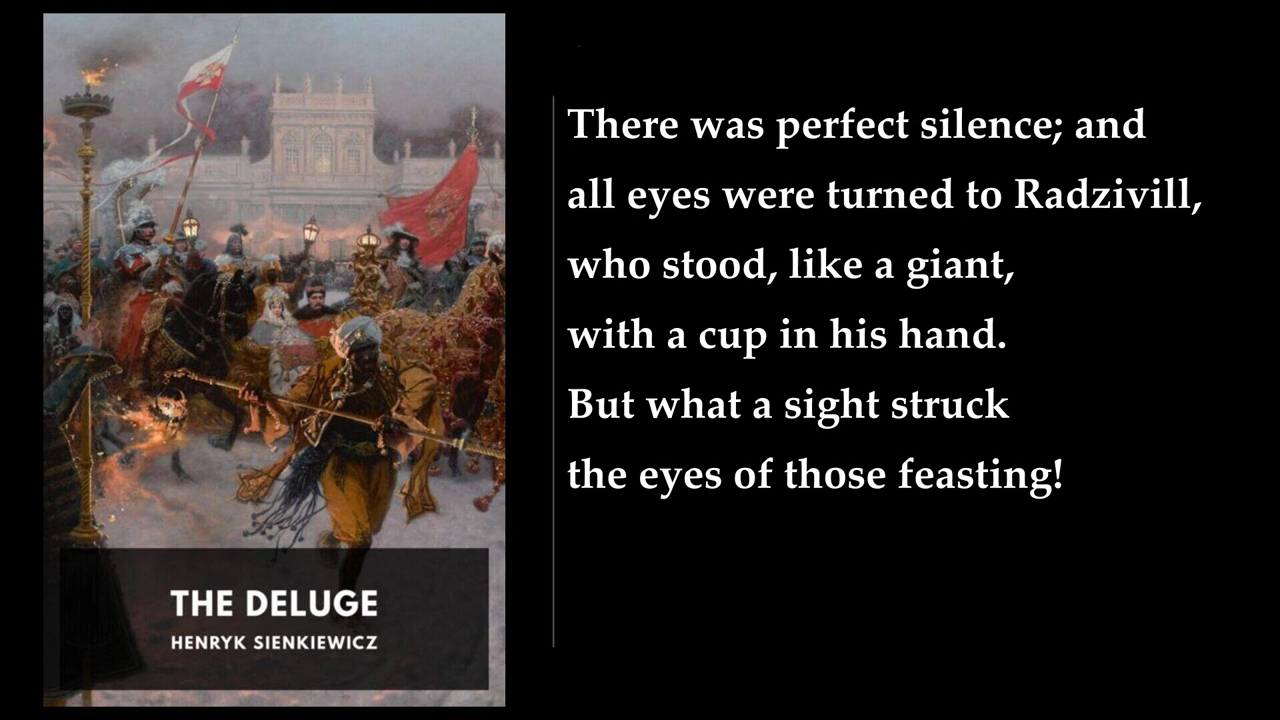 THE DELUGE
HENRYK SIENKIEWICZ
There was perfect silence; and
all eyes were turned to Radzivill,
who stood, like a giant,
with a cup in his hand.
But what a sight struck
the eyes of those feasting!